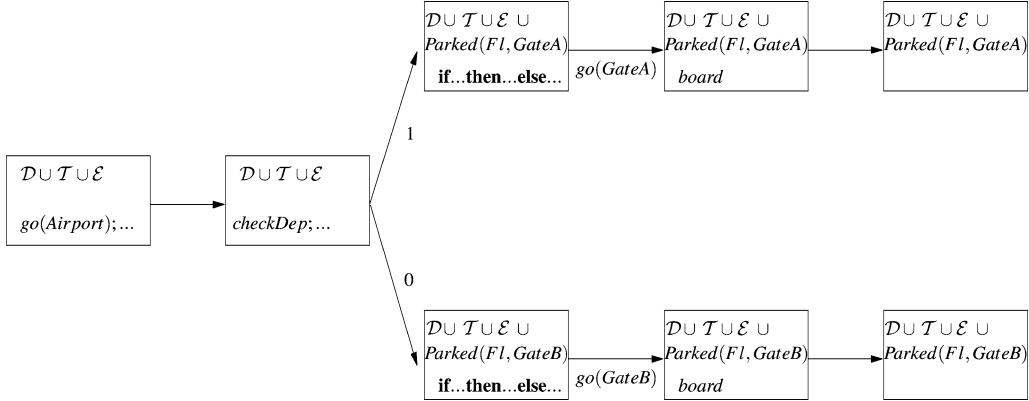 𝒟 ∪ 𝒯 ∪ ℰ ∪
Parked(Fl,GateA)
if...then...else...
go(GateA)
𝒟 ∪ 𝒯 ∪ ℰ ∪
Parked(Fl,GateA)
board
𝒟 ∪ 𝒯 ∪ ℰ ∪
Parked(Fl,GateA)
1
𝒟 ∪ 𝒯 ∪ ℰ
go(Airport);...
𝒟 ∪ 𝒯 ∪ ℰ
checkDep;...
0
𝒟 ∪ 𝒯 ∪ ℰ ∪
Parked(Fl,GateB)
if...then...else...
go(GateB)
𝒟 ∪ 𝒯 ∪ ℰ ∪
Parked(Fl,GateB)
board
𝒟 ∪ 𝒯 ∪ ℰ ∪
Parked(Fl,GateB)